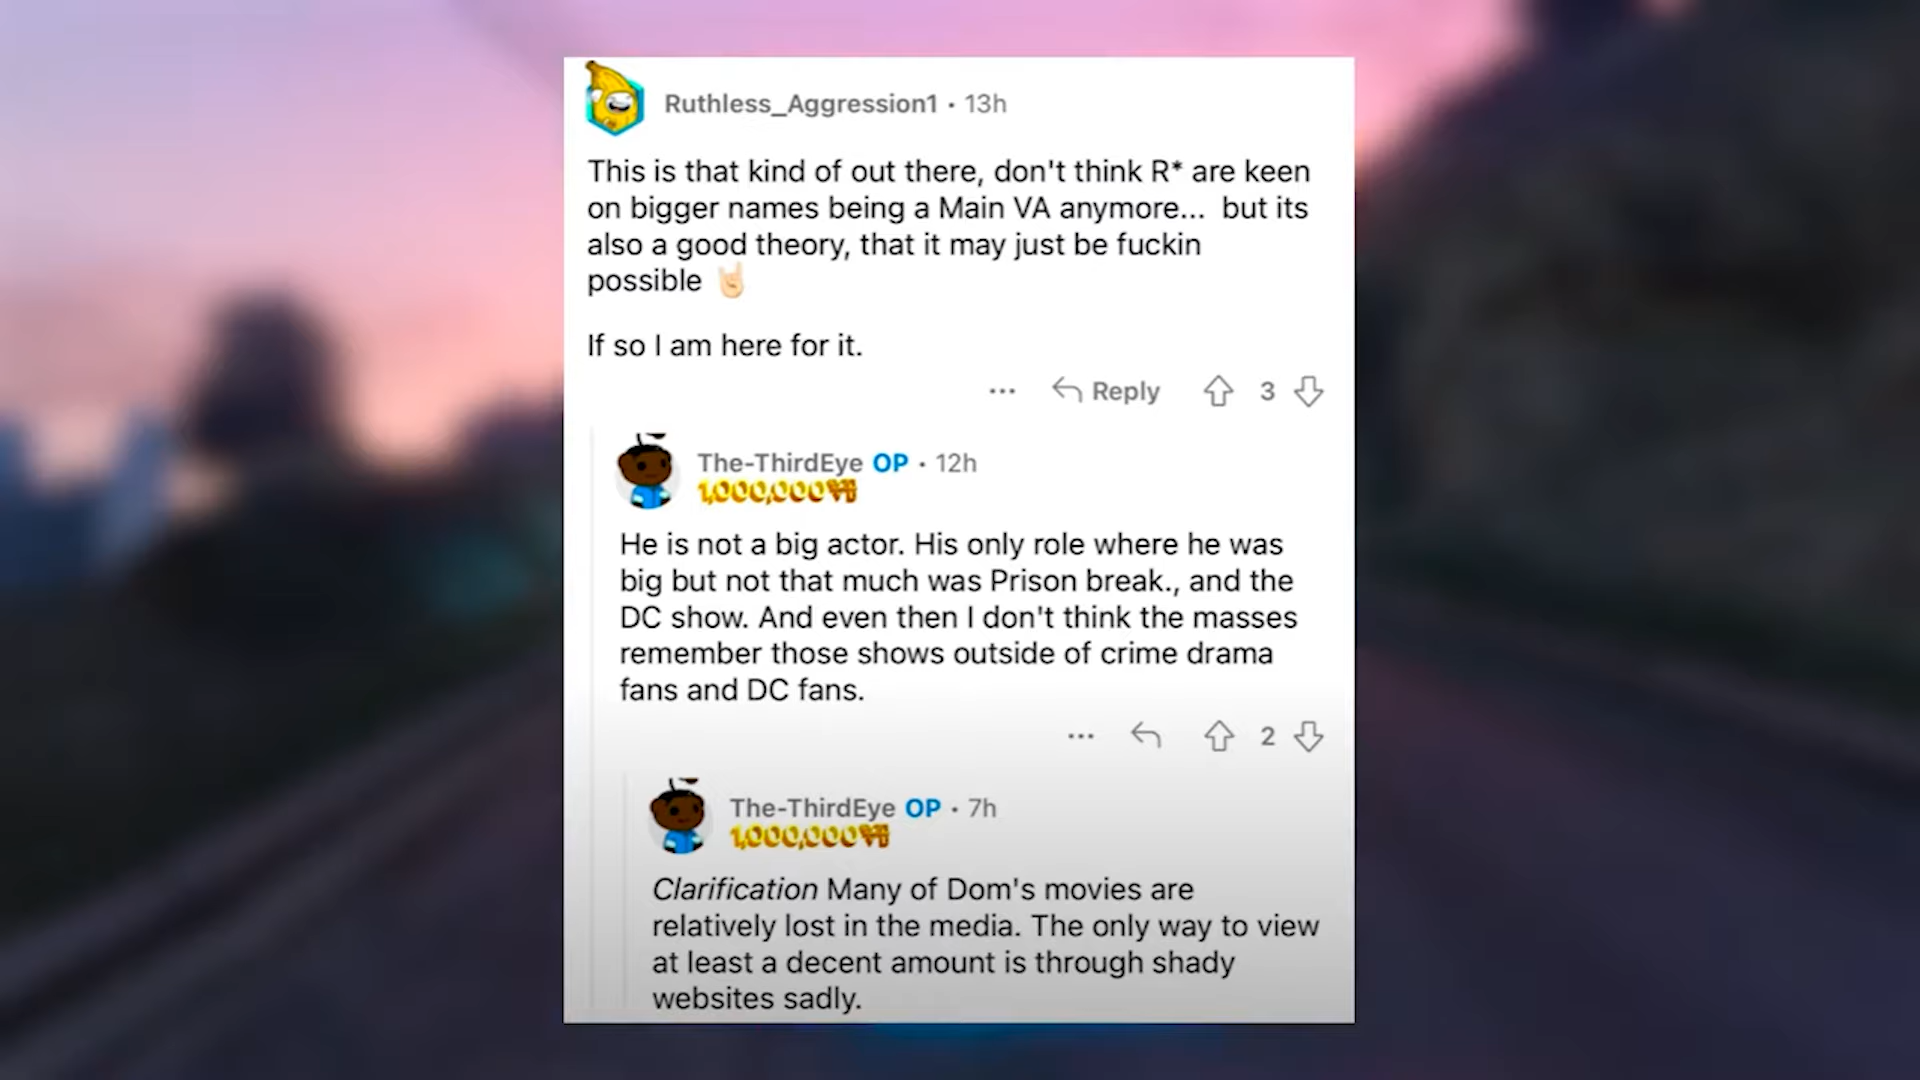 Ruthless_Aggression1 · 13h
This is that kind of out there, don't think R* are keen
on bigger names being a Main VA anymore... but its
also a good theory, that it may just be fuckin
possible 🤘🏻
If so I am here for it.
... Reply 3
The-ThirdEye OP · 12h
1,000,000
He is not a big actor. His only role where he was
big but not that much was Prison break., and the
DC show. And even then I don't think the masses
remember those shows outside of crime drama
fans and DC fans.
... 2
The-ThirdEye OP · 7h
1,000,000
Clarification Many of Dom's movies are
relatively lost in the media. The only way to view
at least a decent amount is through shady
websites sadly.